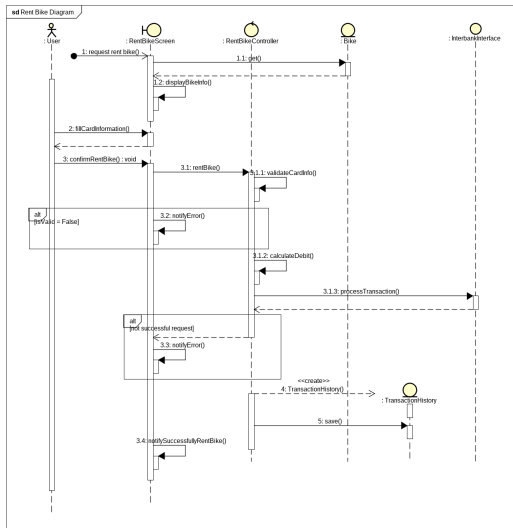 sd Rent Bike Diagram
: User
: RentBikeScreen
: RentBikeController
: Bike
: InterbankInterface
1: request rent bike()
1.1: get()
1.2: displayBikeInfo()
2: fillCardInformation()
3: confirmRentBike() : void
3.1: rentBike()
3.1.1: validateCardInfo()
alt
[isValid = False]
3.2: notifyError()
3.1.2: calculateDebit()
3.1.3: processTransaction()
alt
[not successful request]
3.3: notifyError()
<<create>>
4: TransactionHistory()
: TransactionHistory
5: save()
3.4: notifySuccessfullyRentBike()